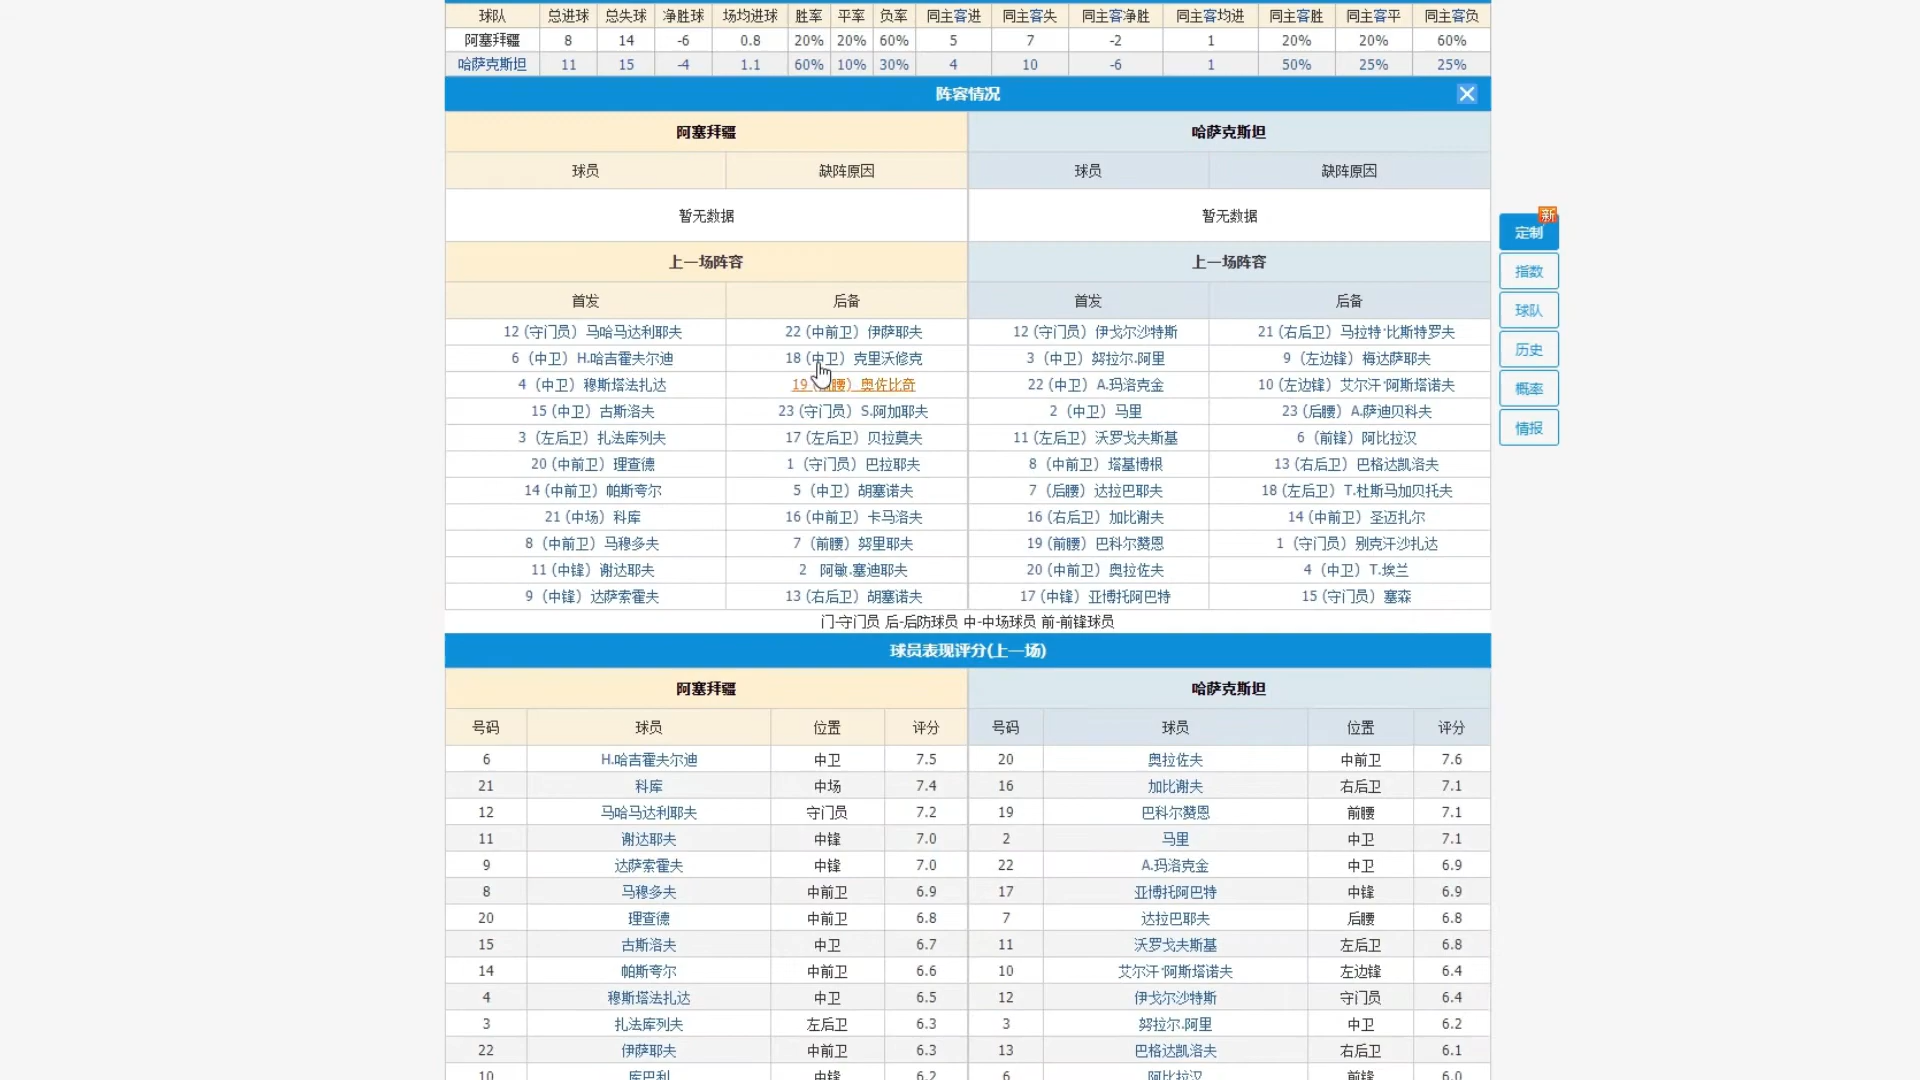 球队 总进球 总失球 净胜球 场均进球 胜率 平率 负率 同主客进 同主客失 同主客净胜 同主客均进 同主客胜 同主客平 同主客负
阿塞拜疆 8 14 -6 0.8 20% 20% 60% 5 7 -2 1 20% 20% 60%
哈萨克斯坦 11 15 -4 1.1 60% 10% 30% 4 10 -6 1 50% 25% 25%
阵容情况
阿塞拜疆 哈萨克斯坦
球员 缺阵原因 球员 缺阵原因
暂无数据 暂无数据
新
定制
指数
球队
历史
概率
情报
上一场阵容 上一场阵容
首发 后备 首发 后备
12 (守门员) 马哈马达利耶夫 22 (中前卫) 伊萨耶夫 12 (守门员) 伊戈尔沙特斯 21 (右后卫) 马拉特·比斯特罗夫
6 (中卫) H.哈吉霍夫尔迪 18 (中卫) 克里沃修克 3 (中卫) 努拉尔.阿里 9 (左边锋) 梅达萨耶夫
4 (中卫) 穆斯塔法扎达 19 腰) 奥佐比奇 22 (中卫) A.玛洛克金 10 (左边锋) 艾尔汗·阿斯塔诺夫
15 (中卫) 古斯洛夫 23 (守门员) S.阿加耶夫 2 (中卫) 马里 23 (后腰) A.萨迪贝科夫
3 (左后卫) 扎法库列夫 17 (左后卫) 贝拉莫夫 11 (左后卫) 沃罗戈夫斯基 6 (前锋) 阿比拉汉
20 (中前卫) 理查德 1 (守门员) 巴拉耶夫 8 (中前卫) 塔基博根 13 (右后卫) 巴格达凯洛夫
14 (中前卫) 帕斯夸尔 5 (中卫) 胡塞诺夫 7 (后腰) 达拉巴耶夫 18 (左后卫) T.杜斯马加贝托夫
21 (中场) 科库 16 (中前卫) 卡马洛夫 16 (右后卫) 加比谢夫 14 (中前卫) 圣迈扎尔
8 (中前卫) 马穆多夫 7 (前腰) 努里耶夫 19 (前腰) 巴科尔赞恩 1 (守门员) 别克汗沙扎达
11 (中锋) 谢达耶夫 2 阿敏.塞迪耶夫 20 (中前卫) 奥拉佐夫 4 (中卫) T.埃兰
9 (中锋) 达萨索霍夫 13 (右后卫) 胡塞诺夫 17 (中锋) 亚博托阿巴特 15 (守门员) 塞森
门-守门员 后-后防球员 中-中场球员 前-前锋球员
球员表现评分(上一场)
阿塞拜疆 哈萨克斯坦
号码 球员 位置 评分 号码 球员 位置 评分
6 H.哈吉霍夫尔迪 中卫 7.5 20 奥拉佐夫 中前卫 7.6
21 科库 中场 7.4 16 加比谢夫 右后卫 7.1
12 马哈马达利耶夫 守门员 7.2 19 巴科尔赞恩 前腰 7.1
11 谢达耶夫 中锋 7.0 2 马里 中卫 7.1
9 达萨索霍夫 中锋 7.0 22 A.玛洛克金 中卫 6.9
8 马穆多夫 中前卫 6.9 17 亚博托阿巴特 中锋 6.9
20 理查德 中前卫 6.8 7 达拉巴耶夫 后腰 6.8
15 古斯洛夫 中卫 6.7 11 沃罗戈夫斯基 左后卫 6.8
14 帕斯夸尔 中前卫 6.6 10 艾尔汗·阿斯塔诺夫 左边锋 6.4
4 穆斯塔法扎达 中卫 6.5 12 伊戈尔沙特斯 守门员 6.4
3 扎法库列夫 左后卫 6.3 3 努拉尔.阿里 中卫 6.2
22 伊萨耶夫 中前卫 6.3 13 巴格达凯洛夫 右后卫 6.1
10 库巴利 中锋 6.2 6 阿比拉汉 前锋 6.0